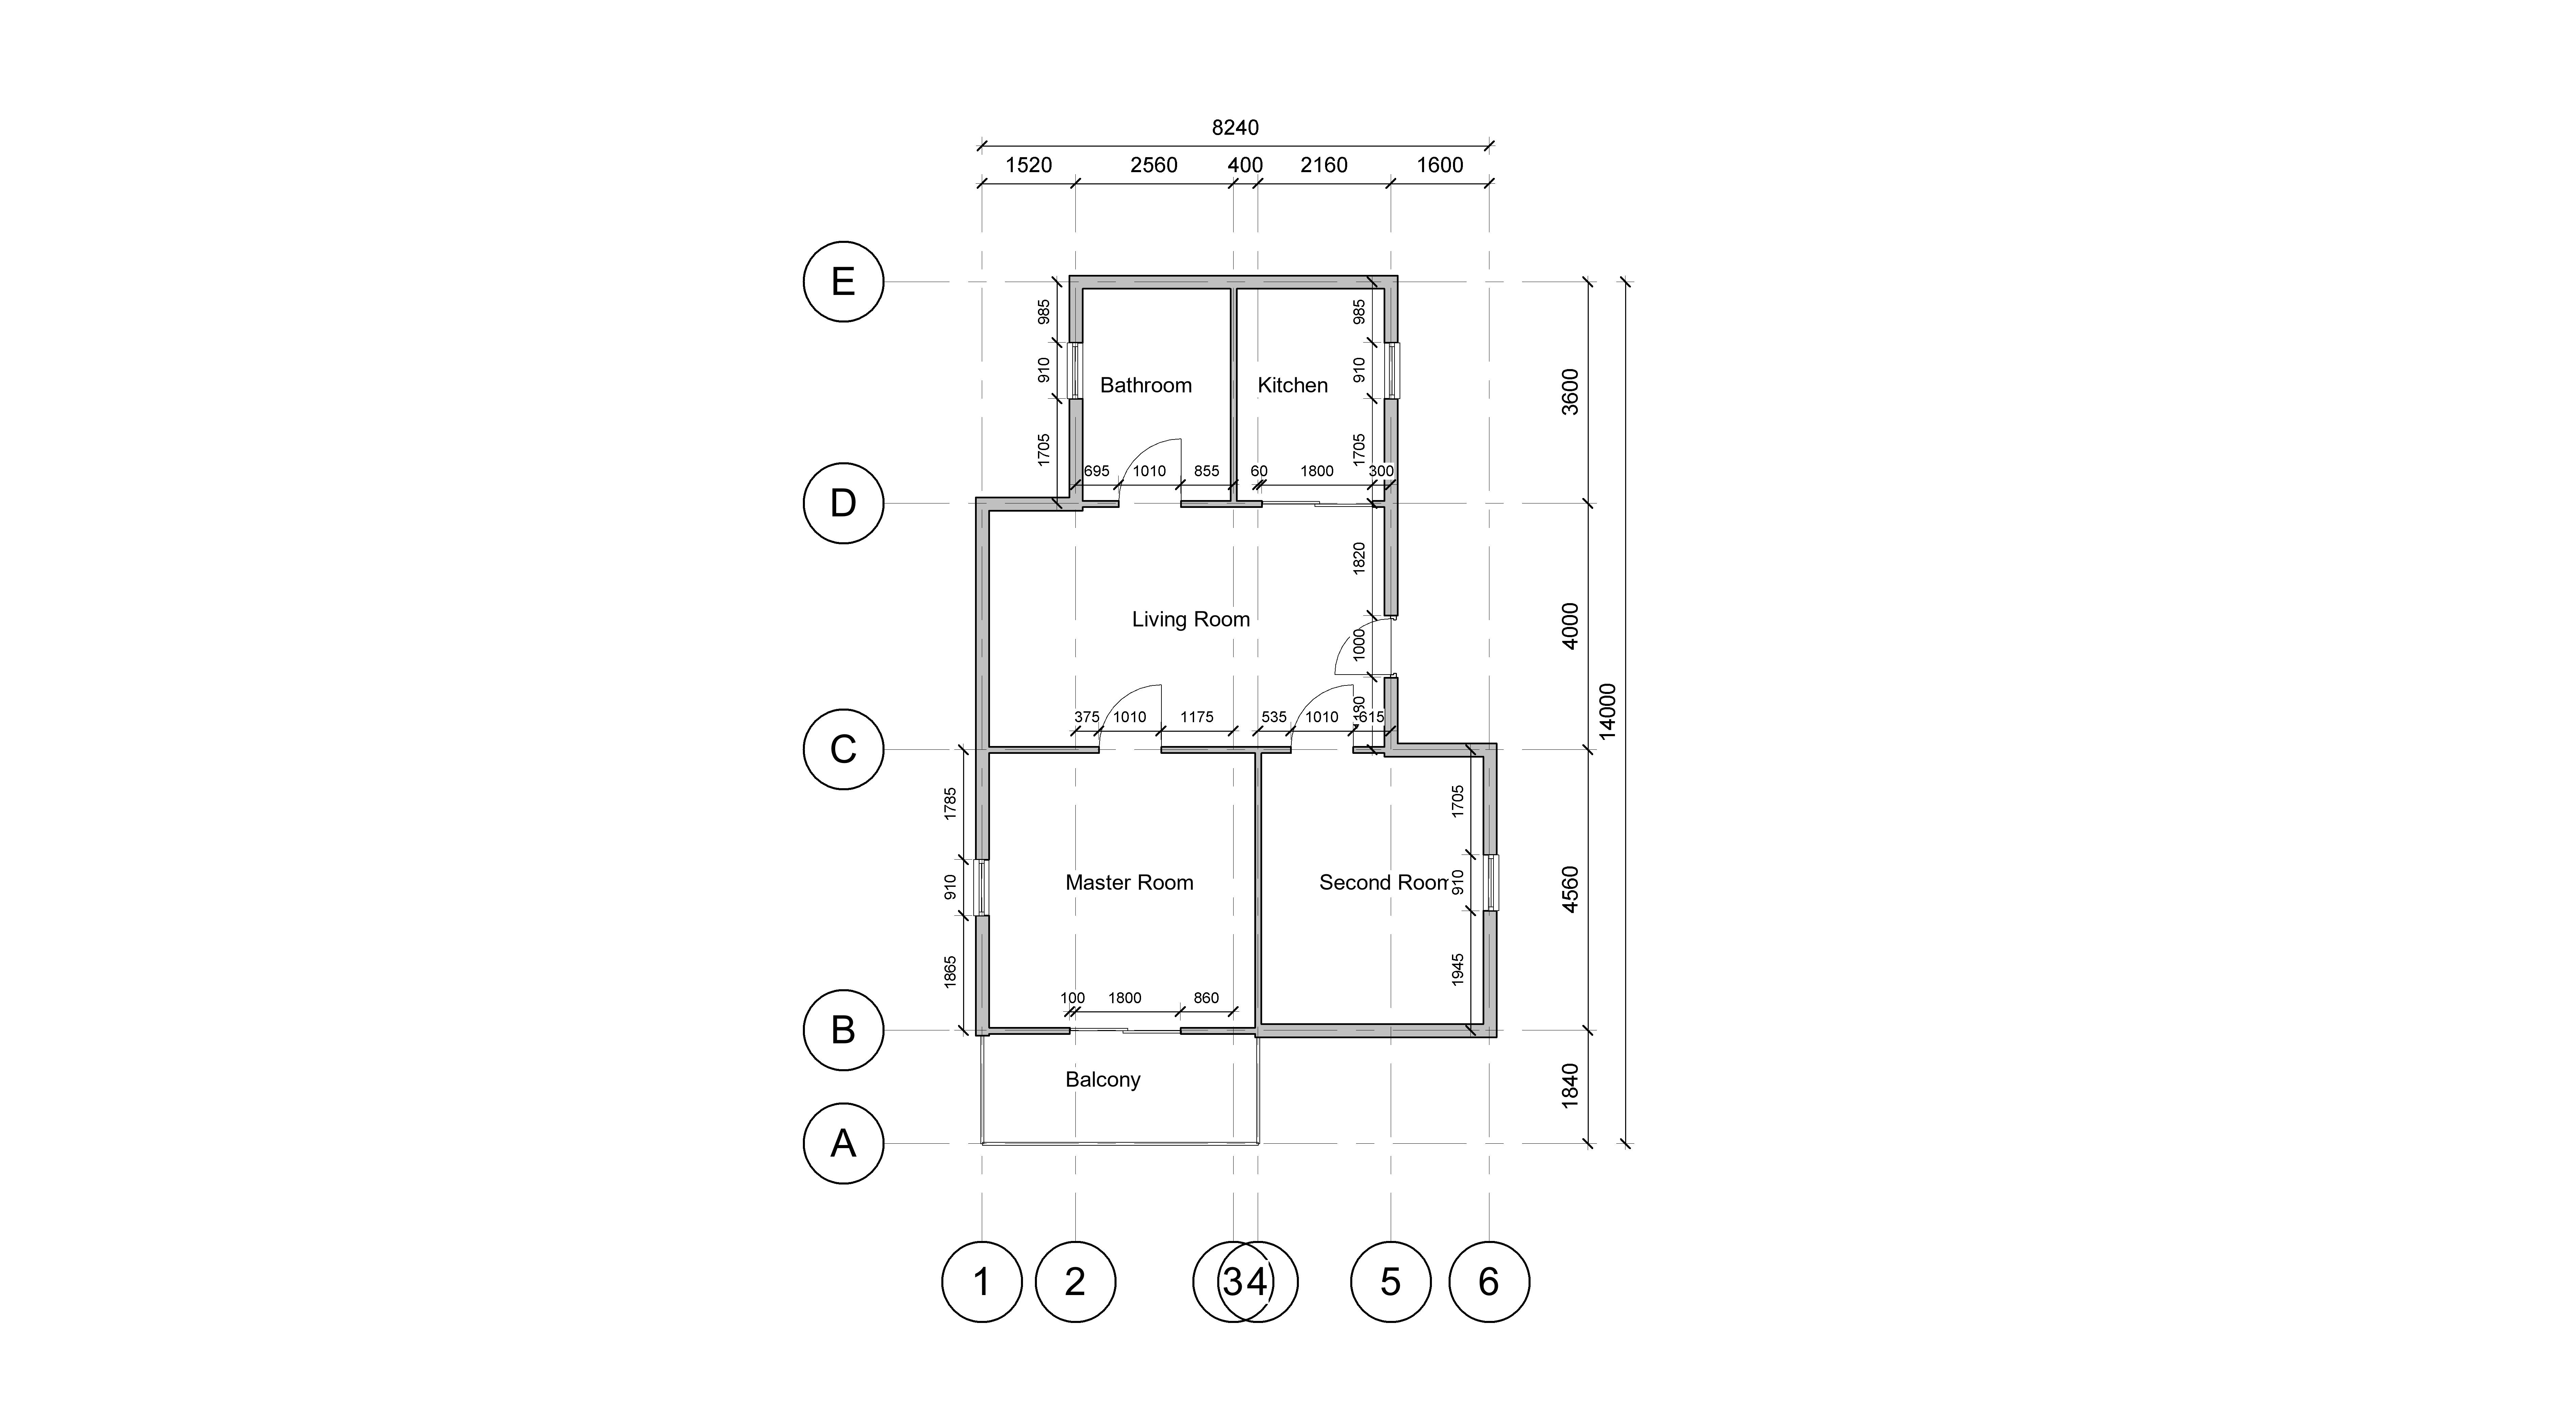 8240
1520 2560 400 2160 1600
E
985 985
910 Bathroom Kitchen 910 3600
1705 1705
695 1010 855 60 1800 300
D
1820
Living Room 1000 4000
14000
375 1010 1175 535 1010 615
C
1785 1705
910 Master Room Second Room 910 4560
1865 1945
100 1800 860
B
Balcony 1840
A
1 2 3 4 5 6